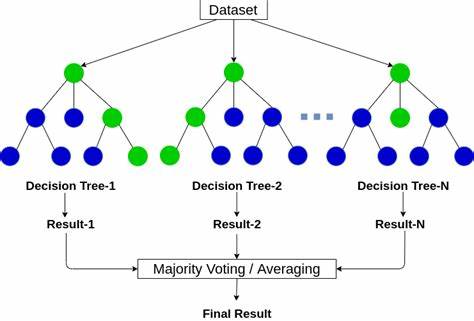 Dataset
Decision Tree-1
Decision Tree-2
Decision Tree-N
Result-1
Result-2
Result-N
Majority Voting / Averaging
Final Result